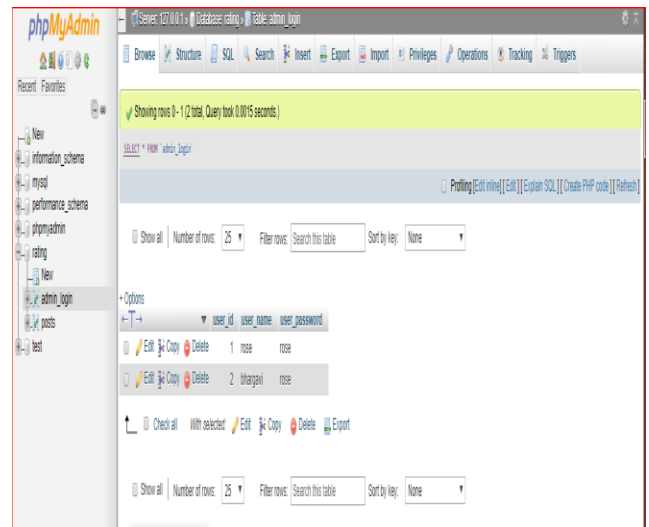 phpMyAdmin
Recent Favorites
New
information_schema
mysql
performance_schema
phpmyadmin
rating
New
admin_login
posts
test
Server: 127.0.0.1 » Database: rating » Table: admin_login
Browse Structure SQL Search Insert Export Import Privileges Operations Tracking Triggers
Showing rows 0 - 1 (2 total, Query took 0.0015 seconds.)
SELECT * FROM `admin_login`
Profiling [Edit inline] [ Edit ] [ Explain SQL ] [ Create PHP code ] [ Refresh ]
Show all | Number of rows: 25 Filter rows: Search this table Sort by key: None
+ Options
←T→ user_id user_name user_password
Edit Copy Delete 1 rose rose
Edit Copy Delete 2 bhargavi rose
Check all With selected: Edit Copy Delete Export
Show all | Number of rows: 25 Filter rows: Search this table Sort by key: None